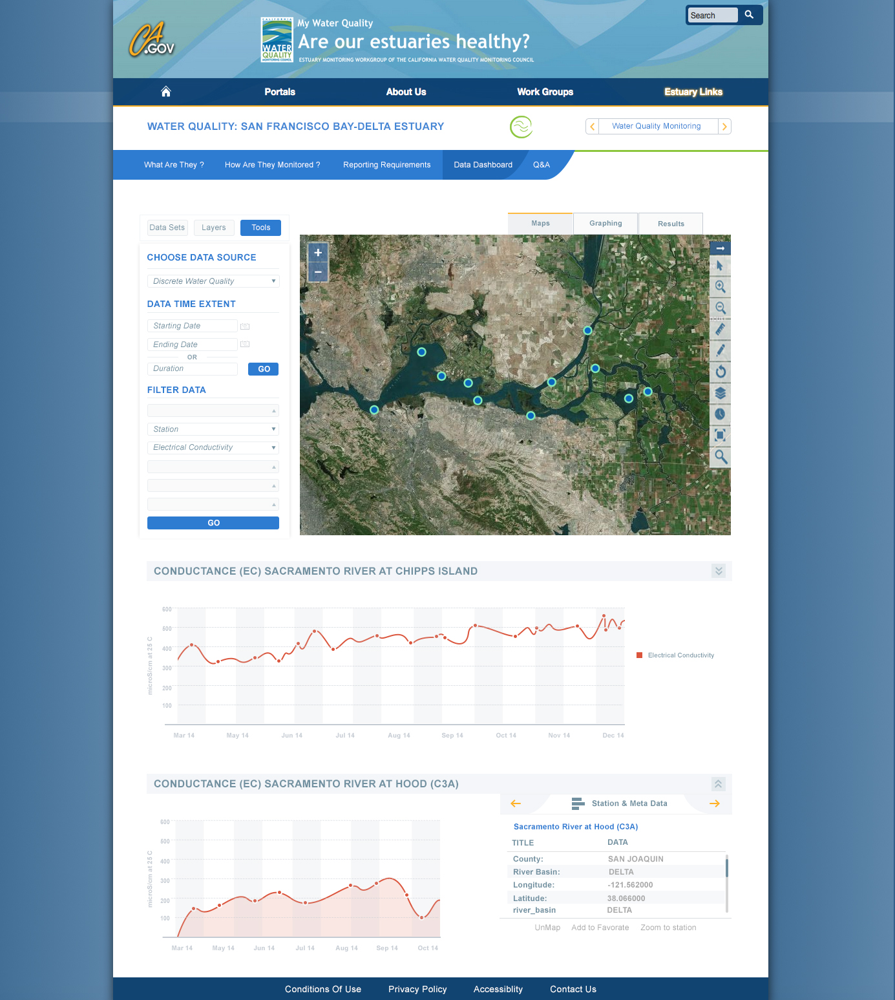 CA.GOV
CALIFORNIA
WATER
QUALITY
MONITORING COUNCIL
My Water Quality
Are our estuaries healthy?
ESTUARY MONITORING WORKGROUP OF THE CALIFORNIA WATER QUALITY MONITORING COUNCIL
Search
Portals
About Us
Work Groups
Estuary Links
WATER QUALITY: SAN FRANCISCO BAY-DELTA ESTUARY
Water Quality Monitoring
What Are They ?
How Are They Monitored ?
Reporting Requirements
Data Dashboard
Q&A
Data Sets
Layers
Tools
Maps
Graphing
Results
CHOOSE DATA SOURCE
Discrete Water Quality
DATA TIME EXTENT
Starting Date
Ending Date
OR
Duration
GO
FILTER DATA
Station
Electrical Conductivity
GO
+
−
CONDUCTANCE (EC) SACRAMENTO RIVER AT CHIPPS ISLAND
microS/cm at 25 C
600
500
400
300
200
100
Mar 14
May 14
Jun 14
Jul 14
Aug 14
Sep 14
Oct 14
Nov 14
Dec 14
Electrical Conductivity
CONDUCTANCE (EC) SACRAMENTO RIVER AT HOOD (C3A)
microS/cm at 25 C
600
500
400
300
200
100
Mar 14
May 14
Jun 14
Jul 14
Aug 14
Sep 14
Oct 14
Station & Meta Data
Sacramento River at Hood (C3A)
TITLE DATA
County: SAN JOAQUIN
River Basin: DELTA
Longitude: -121.562000
Latitude: 38.066000
river_basin DELTA
UnMap Add to Favorate Zoom to station
Conditions Of Use
Privacy Policy
Accessiblity
Contact Us